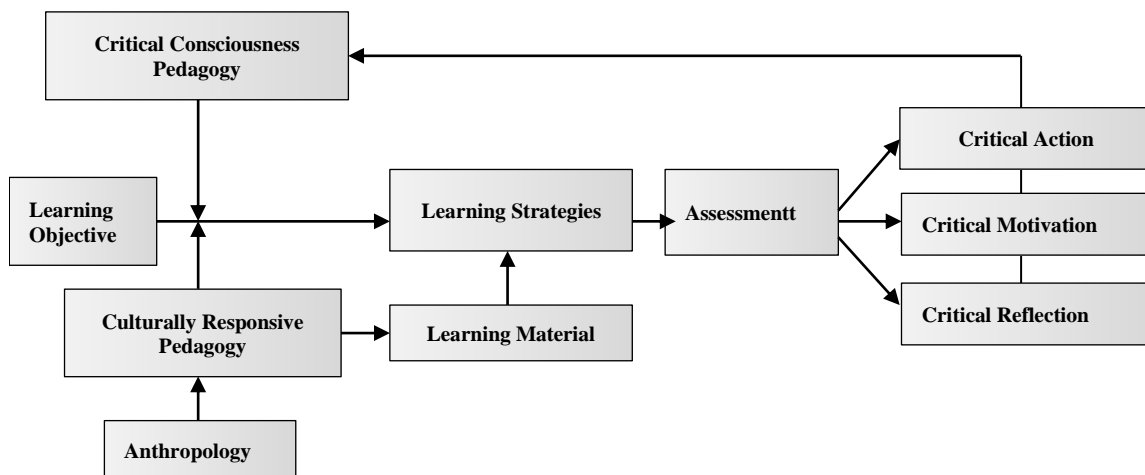 Critical Consciousness
Pedagogy
Critical Action
Learning
Objective
Learning Strategies
Assessmentt
Critical Motivation
Culturally Responsive
Pedagogy
Learning Material
Critical Reflection
Anthropology